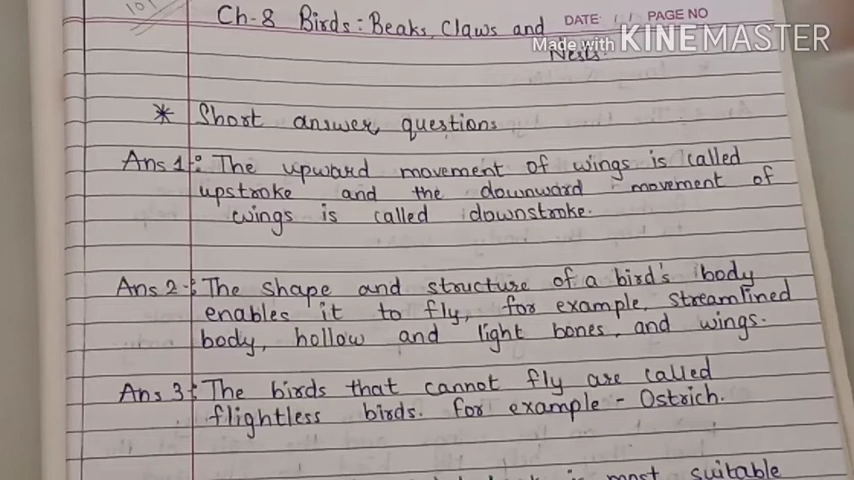 Ch-8 Birds: Beaks, Claws and
Nests.
DATE: / / PAGE NO
Made with KINEMASTER
* Short answer questions
Ans 1:- The upward movement of wings is called
upstroke and the downward movement of
wings is called downstroke.
Ans 2-: The shape and structure of a bird's body
enables it to fly, for example, streamlined
body, hollow and light bones, and wings.
Ans 3: The birds that cannot fly are called
flightless birds. For example - Ostrich.
is most suitable